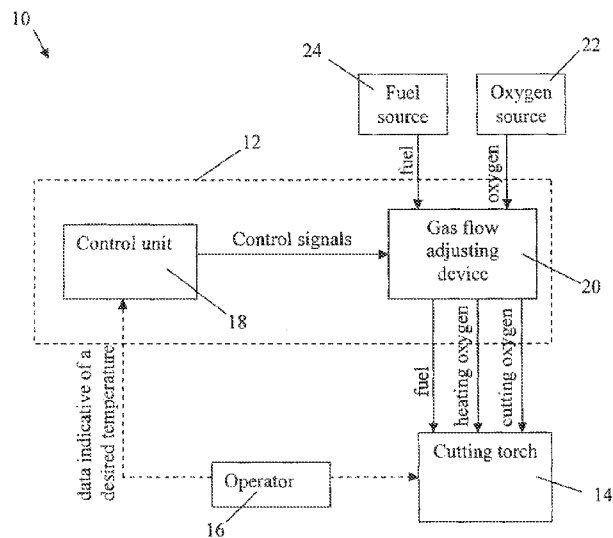 10
24
22
Fuel
source
Oxygen
source
12
fuel
oxygen
Control unit
18
Control signals
Gas flow
adjusting
device
20
data indicative of a
desired temperature
fuel
heating oxygen
cutting oxygen
Operator
16
Cutting torch
14